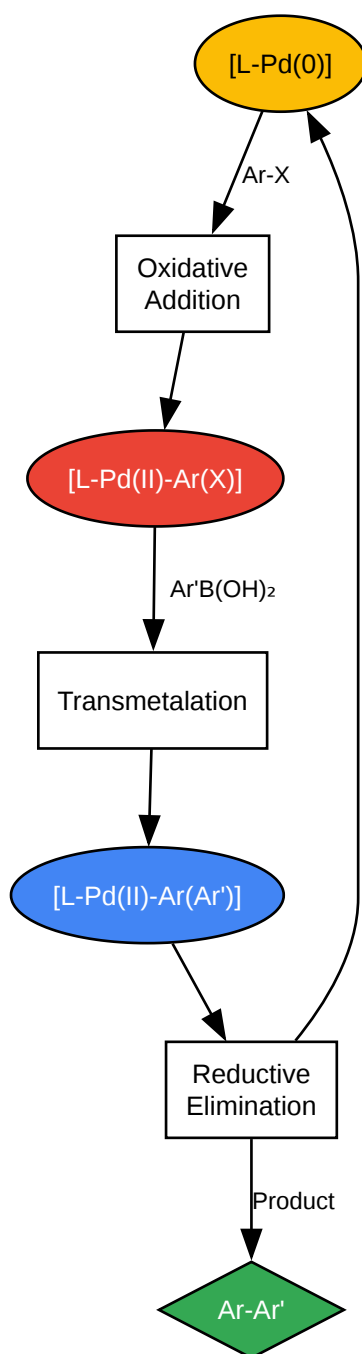 [L-Pd(0)]
Ar-X
Oxidative
Addition
[L-Pd(II)-Ar(X)]
Ar'B(OH)₂
Transmetalation
[L-Pd(II)-Ar(Ar')]
Reductive
Elimination
Product
Ar-Ar'